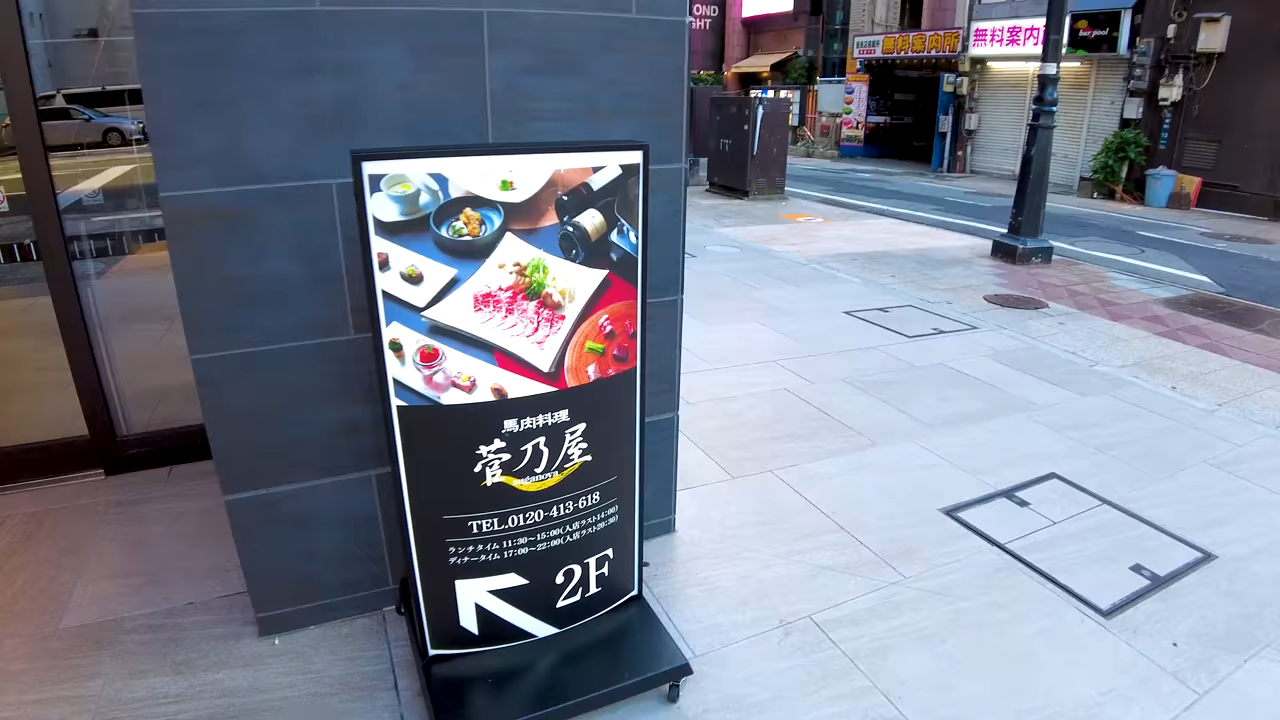 馬肉料理
菅乃屋
suganoya
TEL.0120-413-618
ランチタイム 11:30〜15:00(入店ラスト14:00)
ディナータイム 17:00〜22:00(入店ラスト20:30)
2F
無料案内所
無料案内所
bar pool